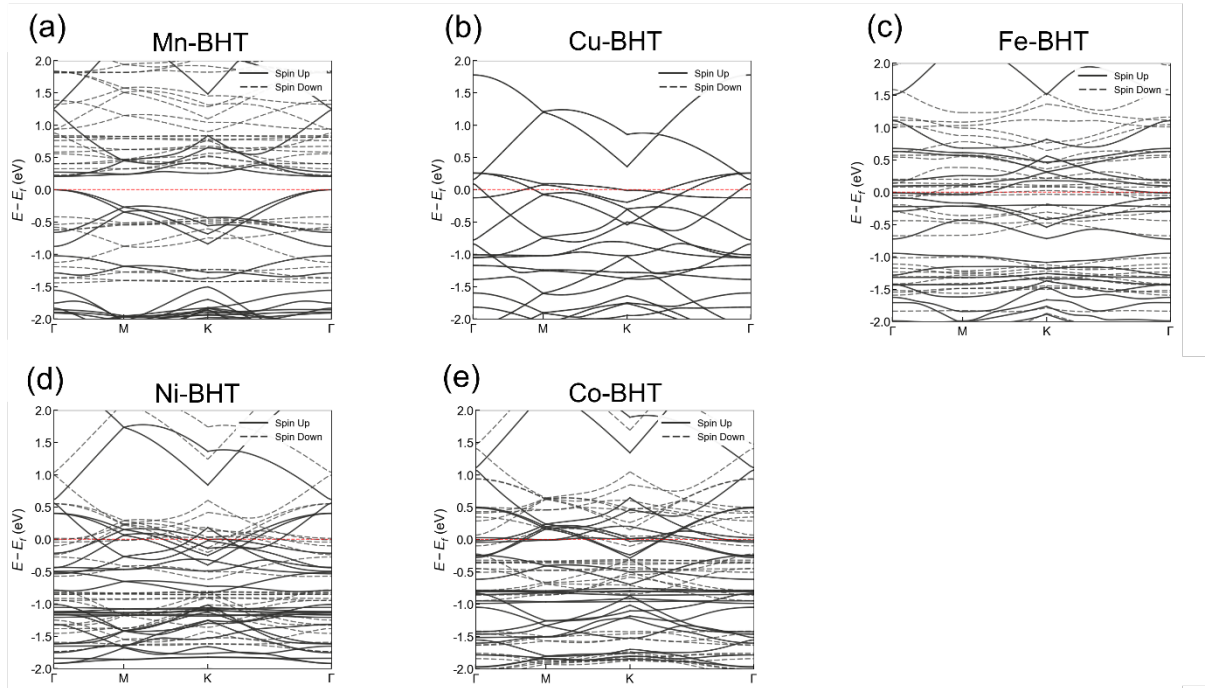 (a)
Mn-BHT
2.0
1.5
1.0
0.5
0.0
-0.5
-1.0
-1.5
-2.0
E − Ef (eV)
Spin Up
Spin Down
Γ M K Γ
(b)
Cu-BHT
2.0
1.5
1.0
0.5
0.0
-0.5
-1.0
-1.5
-2.0
E − Ef (eV)
Spin Up
Spin Down
Γ M K Γ
(c)
Fe-BHT
2.0
1.5
1.0
0.5
0.0
-0.5
-1.0
-1.5
-2.0
E − Ef (eV)
Spin Up
Spin Down
Γ M K Γ
(d)
Ni-BHT
2.0
1.5
1.0
0.5
0.0
-0.5
-1.0
-1.5
-2.0
E − Ef (eV)
Spin Up
Spin Down
Γ M K Γ
(e)
Co-BHT
2.0
1.5
1.0
0.5
0.0
-0.5
-1.0
-1.5
-2.0
E − Ef (eV)
Spin Up
Spin Down
Γ M K Γ